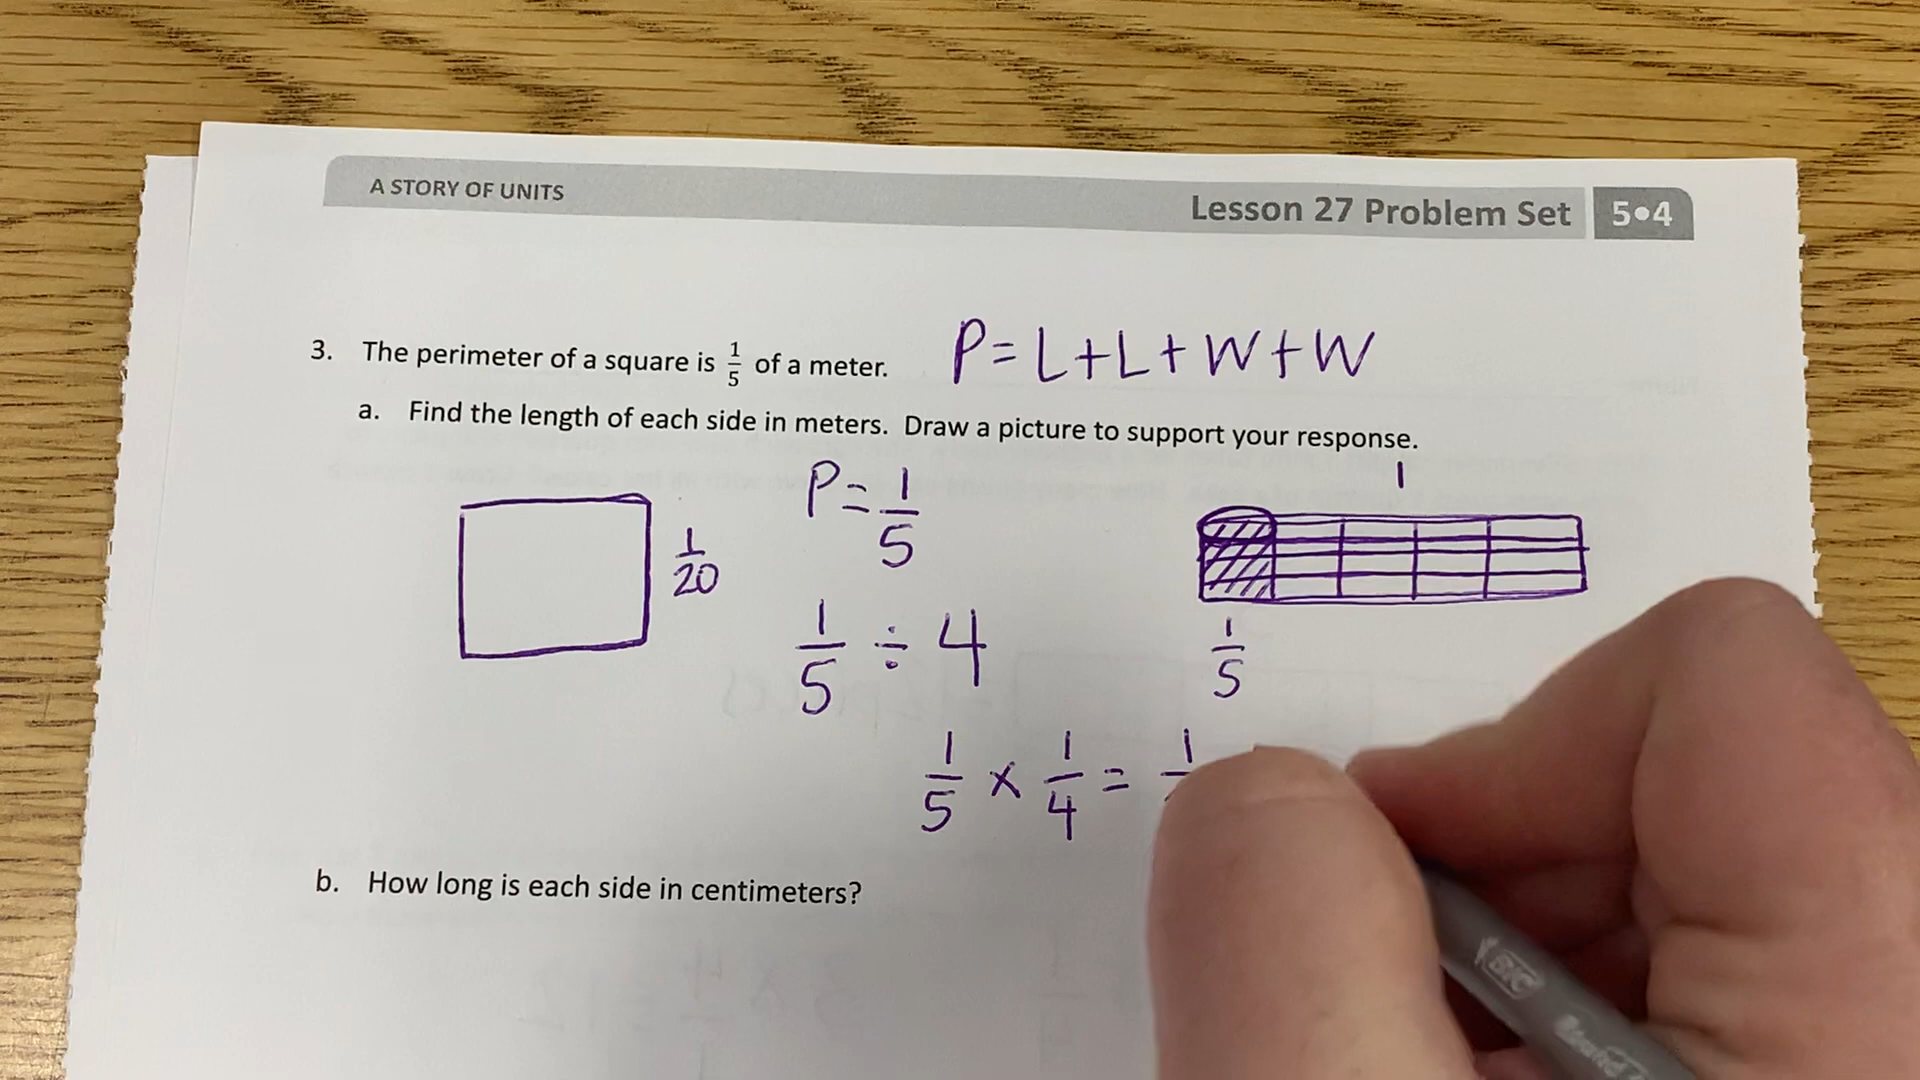 A STORY OF UNITS
Lesson 27 Problem Set 5•4
3. The perimeter of a square is 1/5 of a meter. P=L+L+W+W
a. Find the length of each side in meters. Draw a picture to support your response.
P=1/5
1
1/20
1/5 ÷ 4
1/5
1/5 × 1/4 = 1
b. How long is each side in centimeters?
BIC